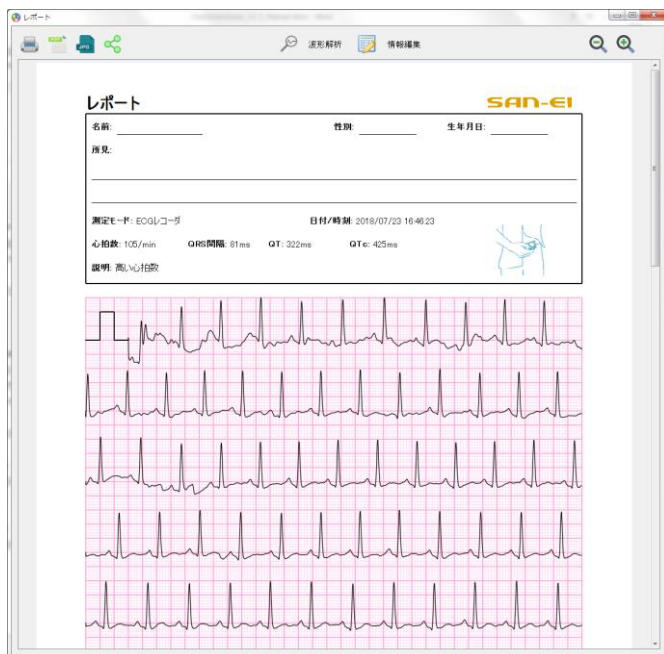 レポート
JPG
波形解析 情報編集
レポート SAN-EI
名前: 性別: 生年月日:
所見:
測定モード: ECGレコーダ 日付/時刻: 2018/07/23 16:46:23
心拍数: 105/min QRS間隔: 81ms QT: 322ms QTc: 425ms
説明: 高い心拍数